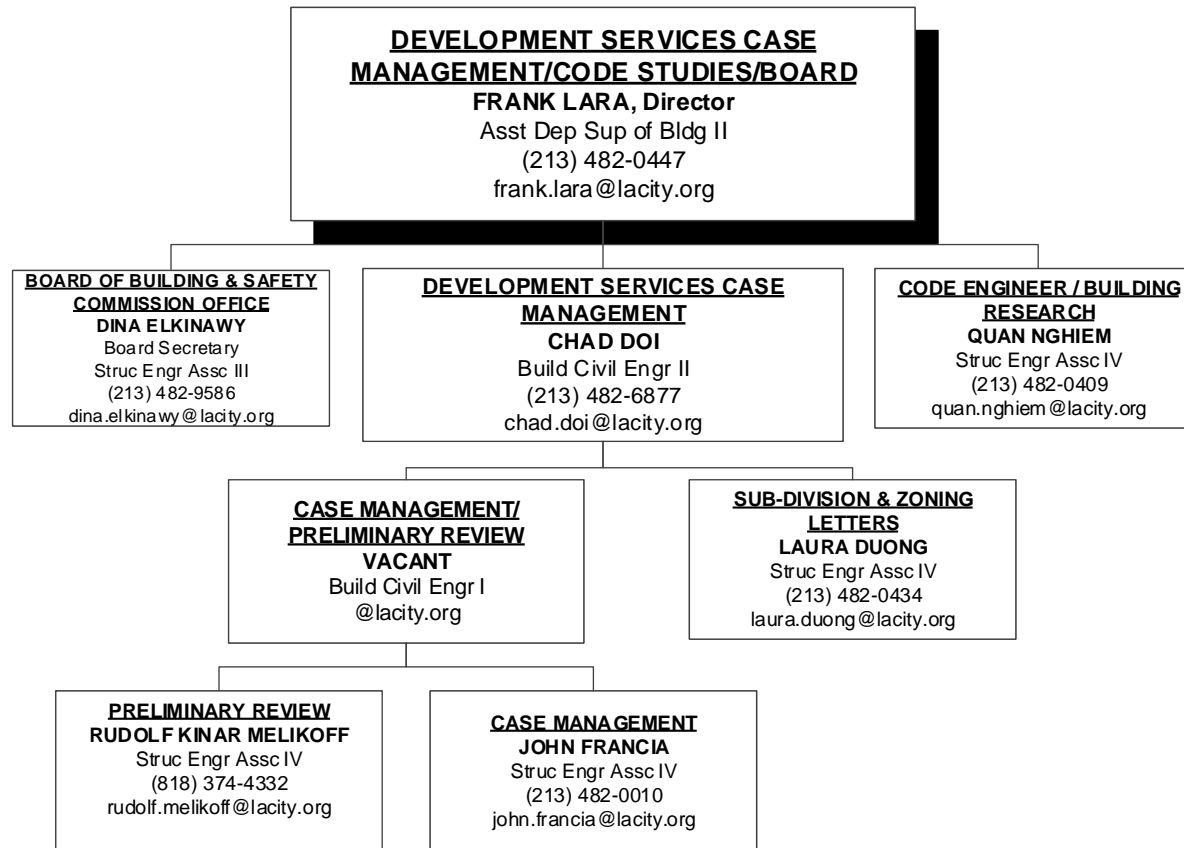 DEVELOPMENT SERVICES CASE
MANAGEMENT/CODE STUDIES/BOARD
FRANK LARA, Director
Asst Dep Sup of Bldg II
(213) 482-0447
frank.lara@lacity.org
BOARD OF BUILDING & SAFETY
COMMISSION OFFICE
DINA ELKINAWY
Board Secretary
Struc Engr Assc III
(213) 482-9586
dina.elkinawy@lacity.org
DEVELOPMENT SERVICES CASE
MANAGEMENT
CHAD DOI
Build Civil Engr II
(213) 482-6877
chad.doi@lacity.org
CODE ENGINEER / BUILDING
RESEARCH
QUAN NGHIEM
Struc Engr Assc IV
(213) 482-0409
quan.nghiem@lacity.org
CASE MANAGEMENT/
PRELIMINARY REVIEW
VACANT
Build Civil Engr I
@lacity.org
SUB-DIVISION & ZONING
LETTERS
LAURA DUONG
Struc Engr Assc IV
(213) 482-0434
laura.duong@lacity.org
PRELIMINARY REVIEW
RUDOLF KINAR MELIKOFF
Struc Engr Assc IV
(818) 374-4332
rudolf.melikoff@lacity.org
CASE MANAGEMENT
JOHN FRANCIA
Struc Engr Assc IV
(213) 482-0010
john.francia@lacity.org